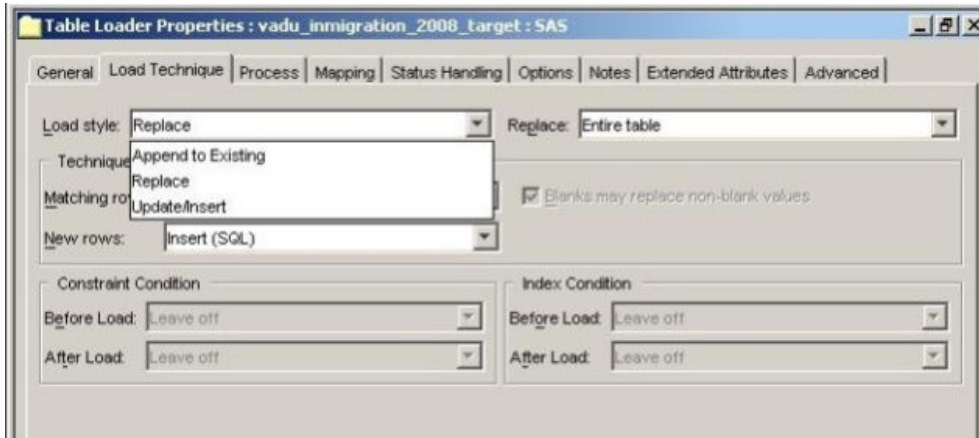 Table Loader Properties : vadu_inmigration_2008_target : SAS
General Load Technique Process Mapping Status Handling Options Notes Extended Attributes Advanced
Load style: Replace Replace: Entire table
Append to Existing
Technique
Replace
Matching ro Blanks may replace non-blank values
Update/Insert
New rows: Insert (SQL)
Constraint Condition Index Condition
Before Load: Leave off Before Load: Leave off
After Load: Leave off After Load: Leave off